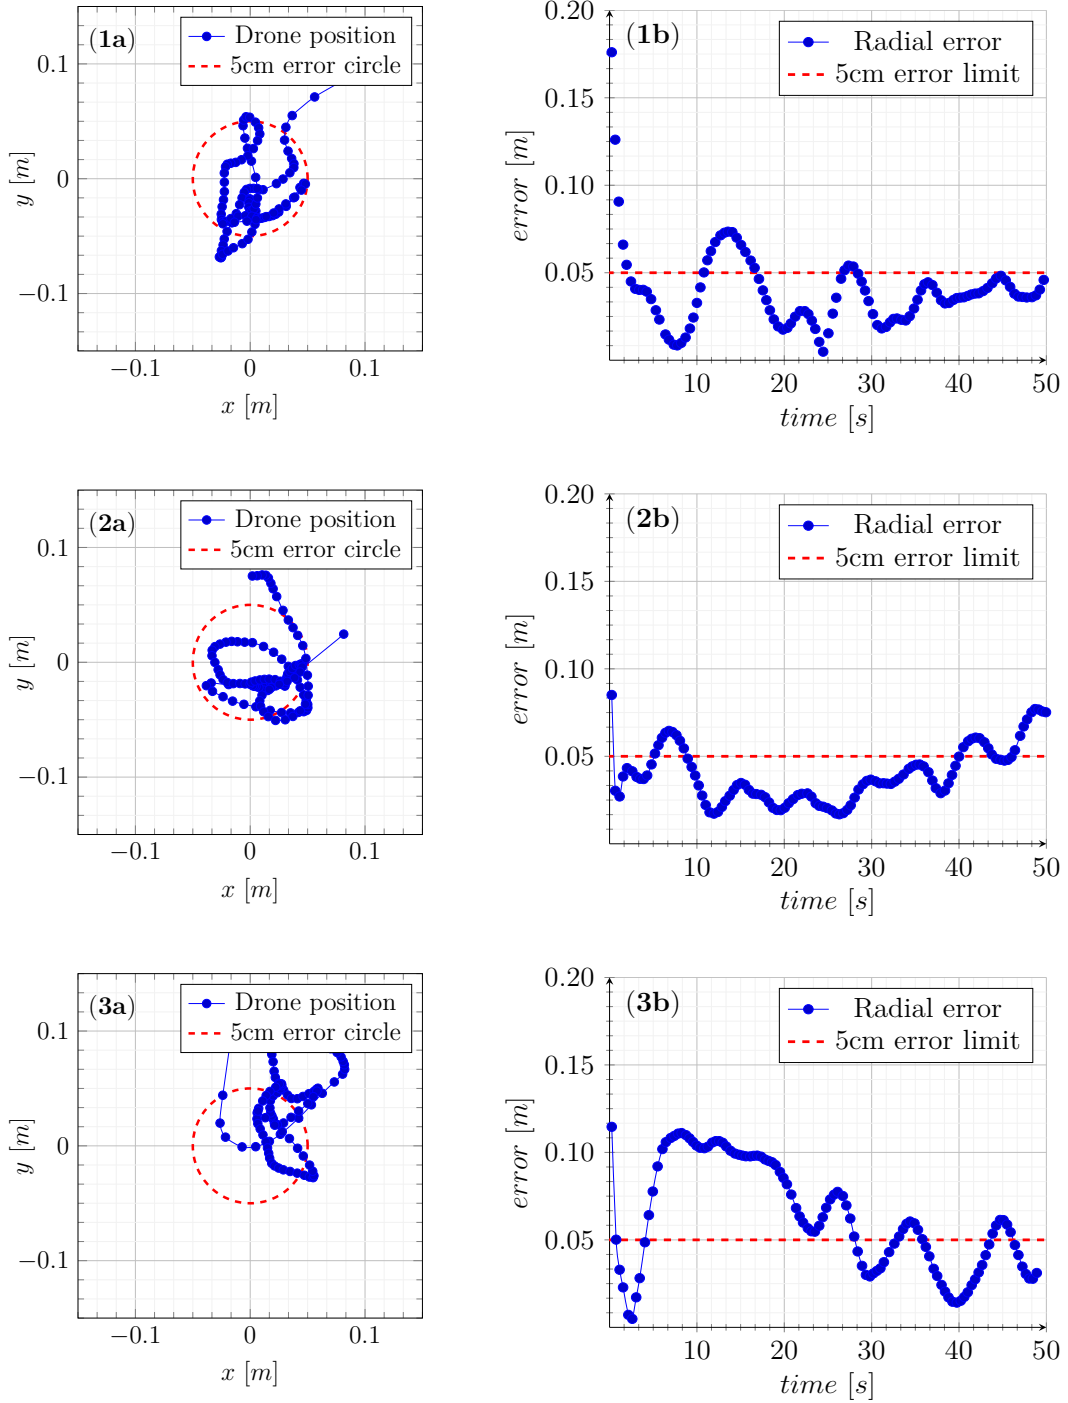 (1a)
Drone position
5cm error circle
0.1
0
−0.1
y [m]
−0.1
0
0.1
x [m]
(1b)
Radial error
5cm error limit
0.20
0.15
0.10
0.05
error [m]
10
20
30
40
50
time [s]
(2a)
Drone position
5cm error circle
0.1
0
−0.1
y [m]
−0.1
0
0.1
x [m]
(2b)
Radial error
5cm error limit
0.20
0.15
0.10
0.05
error [m]
10
20
30
40
50
time [s]
(3a)
Drone position
5cm error circle
0.1
0
−0.1
y [m]
−0.1
0
0.1
x [m]
(3b)
Radial error
5cm error limit
0.20
0.15
0.10
0.05
error [m]
10
20
30
40
50
time [s]